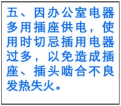 五、因办公室电器
多用插座供电，使
用时切忌插用电器
过多，以免造成插
座、插头啮合不良
发热失火。